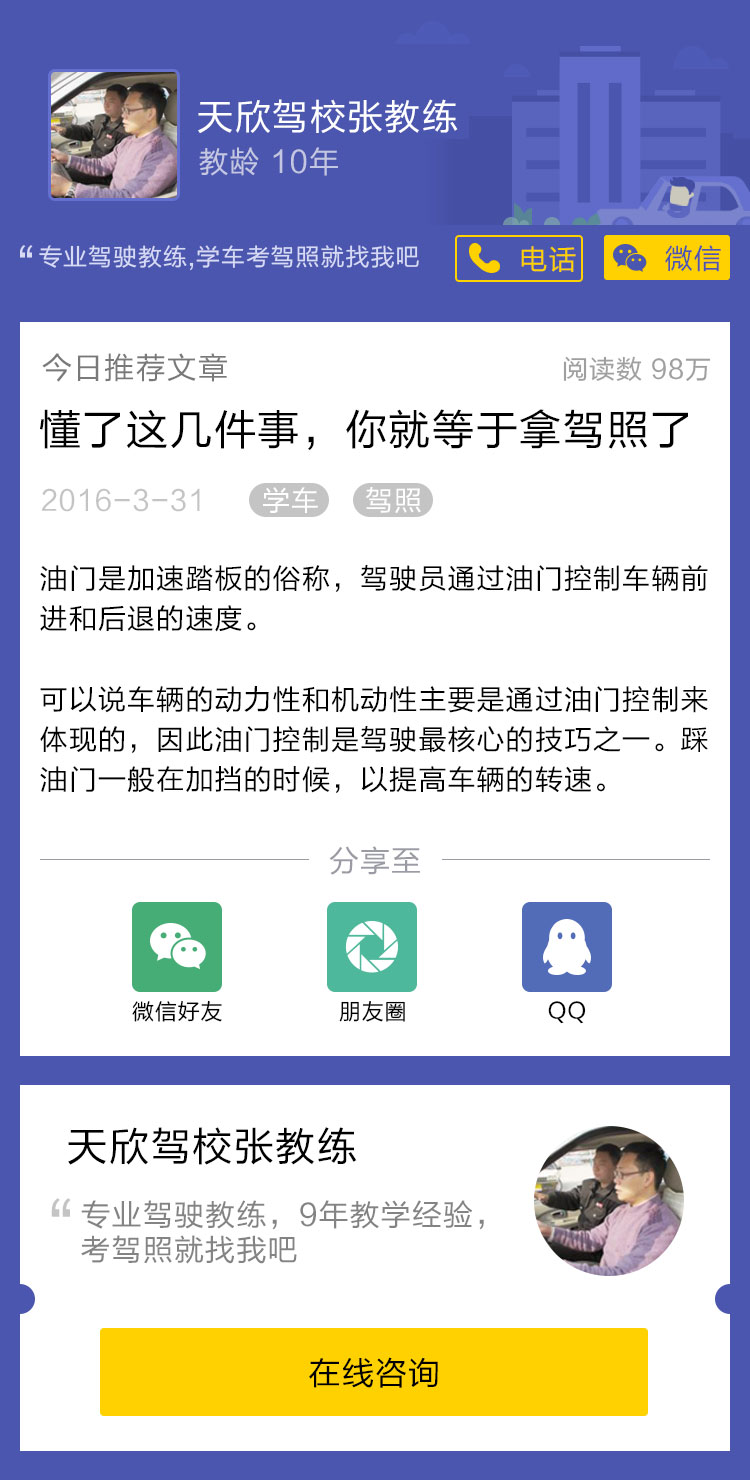 天欣驾校张教练
教龄 10年
“专业驾驶教练,学车考驾照就找我吧
电话
微信
今日推荐文章
阅读数 98万
懂了这几件事，你就等于拿驾照了
2016-3-31 学车 驾照
油门是加速踏板的俗称，驾驶员通过油门控制车辆前
进和后退的速度。
可以说车辆的动力性和机动性主要是通过油门控制来
体现的，因此油门控制是驾驶最核心的技巧之一。踩
油门一般在加挡的时候，以提高车辆的转速。
分享至
微信好友
朋友圈
QQ
天欣驾校张教练
“专业驾驶教练，9年教学经验，
考驾照就找我吧
在线咨询